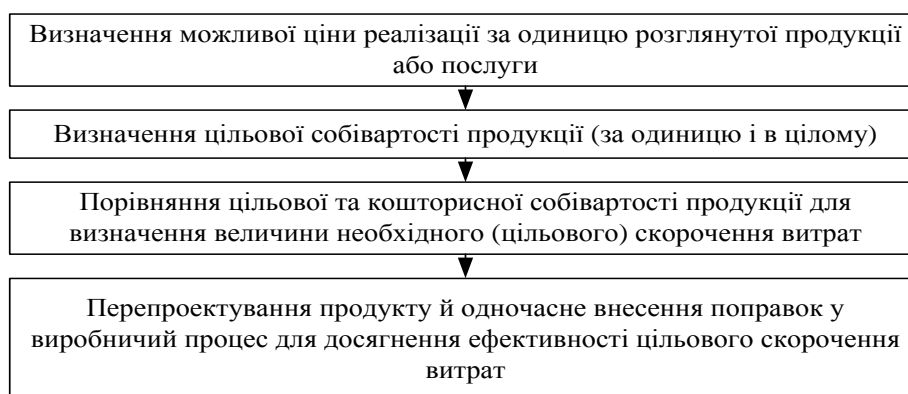 Визначення можливої ціни реалізації за одиницю розглянутої продукції
або послуги
Визначення цільової собівартості продукції (за одиницю і в цілому)
Порівняння цільової та кошторисної собівартості продукції для
визначення величини необхідного (цільового) скорочення витрат
Перепроектування продукту й одночасне внесення поправок у
виробничий процес для досягнення ефективності цільового скорочення
витрат